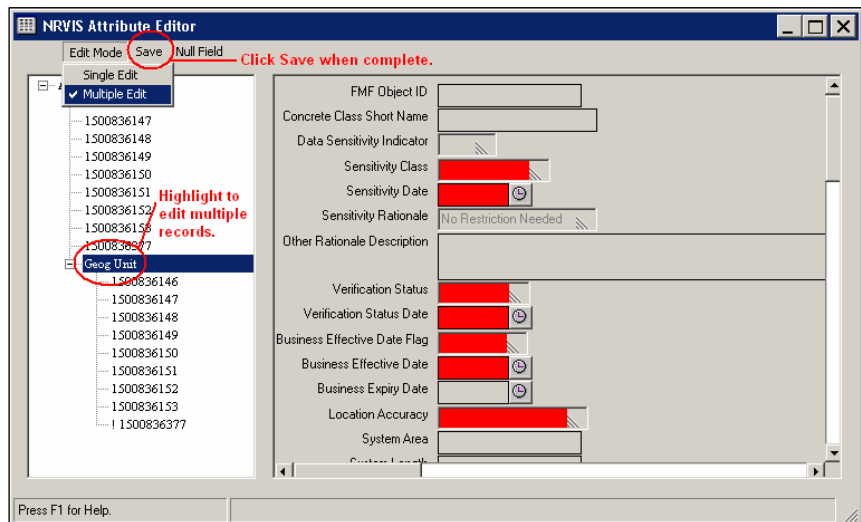 NRVIS Attribute Editor
Edit Mode Save Null Field
Click Save when complete.
Single Edit
Multiple Edit
1500836147
1500836148
1500836149
1500836150
1500836151
1500836152
1500836153
1500836377
Highlight to
edit multiple
records.
Geog Unit
1500836146
1500836147
1500836148
1500836149
1500836150
1500836151
1500836152
1500836153
! 1500836377
FMF Object ID
Concrete Class Short Name
Data Sensitivity Indicator
Sensitivity Class
Sensitivity Date
Sensitivity Rationale No Restriction Needed
Other Rationale Description
Verification Status
Verification Status Date
Business Effective Date Flag
Business Effective Date
Business Expiry Date
Location Accuracy
System Area
System Length
Press F1 for Help.